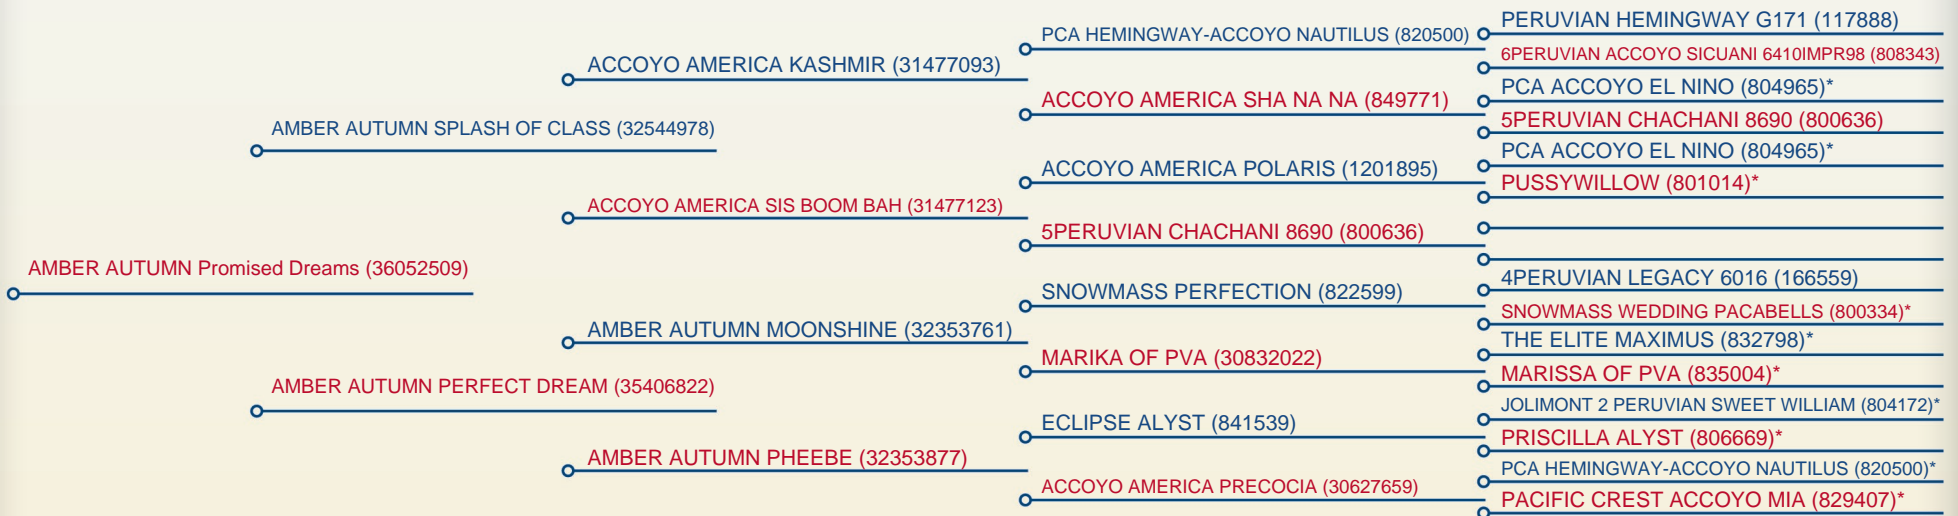 PERUVIAN HEMINGWAY G171 (117888)
PCA HEMINGWAY-ACCOYO NAUTILUS (820500)
6PERUVIAN ACCOYO SICUANI 6410IMPR98 (808343)
ACCOYO AMERICA KASHMIR (31477093)
PCA ACCOYO EL NINO (804965)*
ACCOYO AMERICA SHA NA NA (849771)
5PERUVIAN CHACHANI 8690 (800636)
AMBER AUTUMN SPLASH OF CLASS (32544978)
PCA ACCOYO EL NINO (804965)*
ACCOYO AMERICA POLARIS (1201895)
PUSSYWILLOW (801014)*
ACCOYO AMERICA SIS BOOM BAH (31477123)
5PERUVIAN CHACHANI 8690 (800636)
AMBER AUTUMN Promised Dreams (36052509)
4PERUVIAN LEGACY 6016 (166559)
SNOWMASS PERFECTION (822599)
SNOWMASS WEDDING PACABELLS (800334)*
AMBER AUTUMN MOONSHINE (32353761)
THE ELITE MAXIMUS (832798)*
MARIKA OF PVA (30832022)
MARISSA OF PVA (835004)*
AMBER AUTUMN PERFECT DREAM (35406822)
JOLIMONT 2 PERUVIAN SWEET WILLIAM (804172)*
ECLIPSE ALYST (841539)
PRISCILLA ALYST (806669)*
AMBER AUTUMN PHEEBE (32353877)
PCA HEMINGWAY-ACCOYO NAUTILUS (820500)*
ACCOYO AMERICA PRECOCIA (30627659)
PACIFIC CREST ACCOYO MIA (829407)*